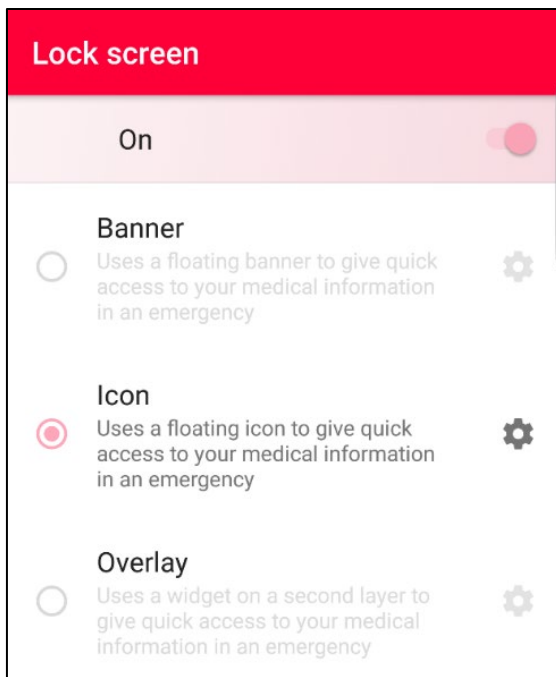 Lock screen
On
Banner
Uses a floating banner to give quick
access to your medical information
in an emergency
Icon
Uses a floating icon to give quick
access to your medical information
in an emergency
Overlay
Uses a widget on a second layer to
give quick access to your medical
information in an emergency